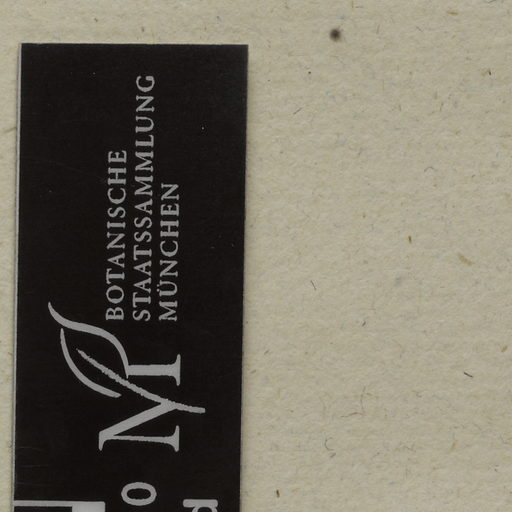 BOTANISCHE
STAATSSAMMLUNG
MÜNCHEN
M